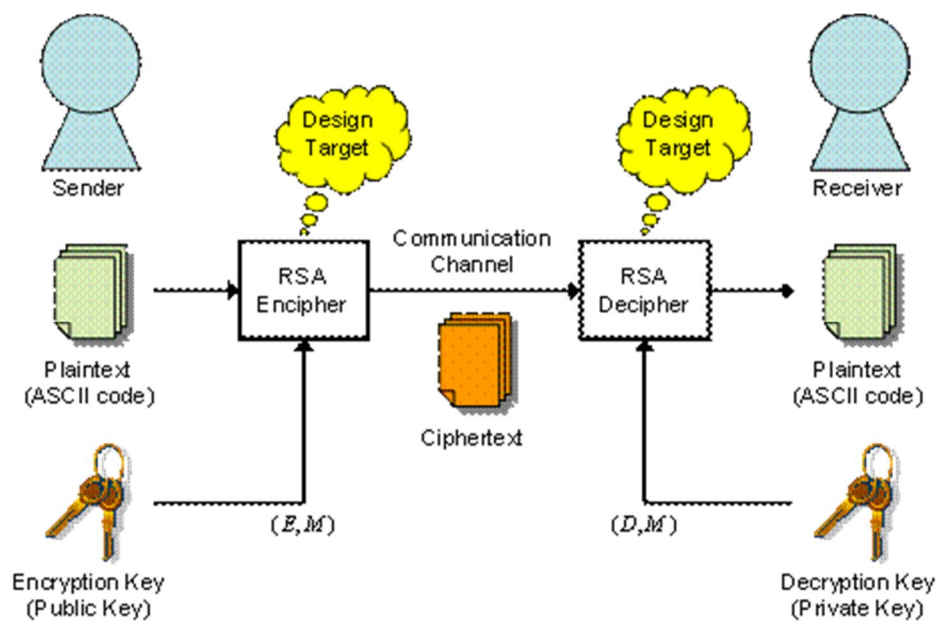 Design
Target
Design
Target
Sender
Receiver
RSA
Encipher
Communication
Channel
RSA
Decipher
Plaintext
(ASCII code)
Ciphertext
Plaintext
(ASCII code)
(E,M)
(D,M)
Encryption Key
(Public Key)
Decryption Key
(Private Key)